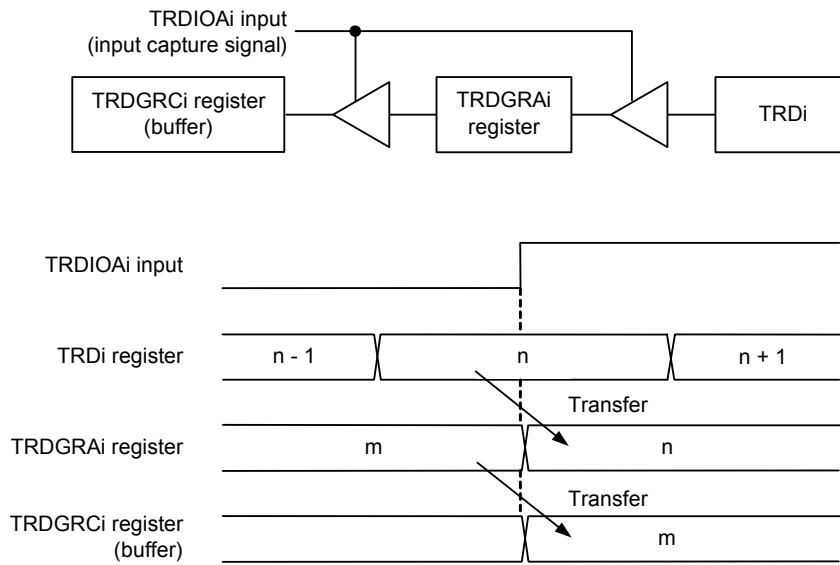 TRDIOAi input
(input capture signal)
TRDGRCi register
(buffer)
TRDGRAi
register
TRDi
TRDIOAi input
TRDi register
n - 1
n
n + 1
Transfer
TRDGRAi register
m
n
Transfer
TRDGRCi register
(buffer)
m